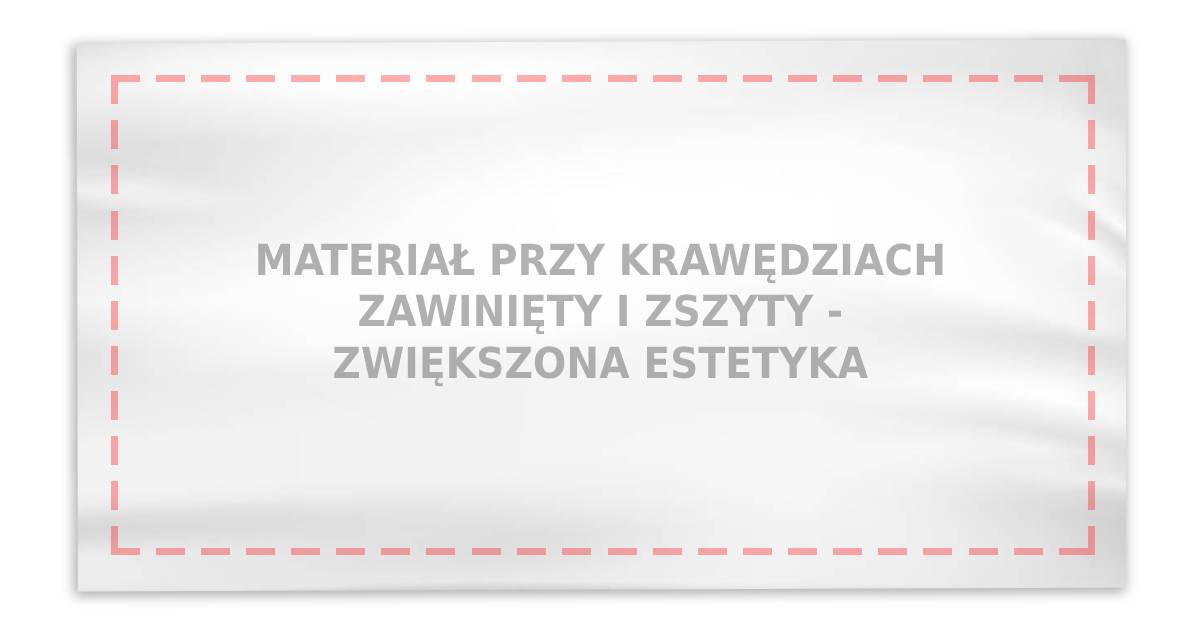 MATERIAŁ PRZY KRAWĘDZIACH
ZAWINIĘTY I ZSZYTY -
ZWIĘKSZONA ESTETYKA